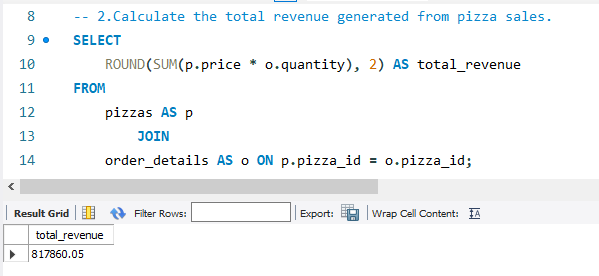 8 -- 2.Calculate the total revenue generated from pizza sales.
9 SELECT
10 ROUND(SUM(p.price * o.quantity), 2) AS total_revenue
11 FROM
12 pizzas AS p
13 JOIN
14 order_details AS o ON p.pizza_id = o.pizza_id;
Result Grid Filter Rows: Export: Wrap Cell Content: IA
total_revenue
817860.05